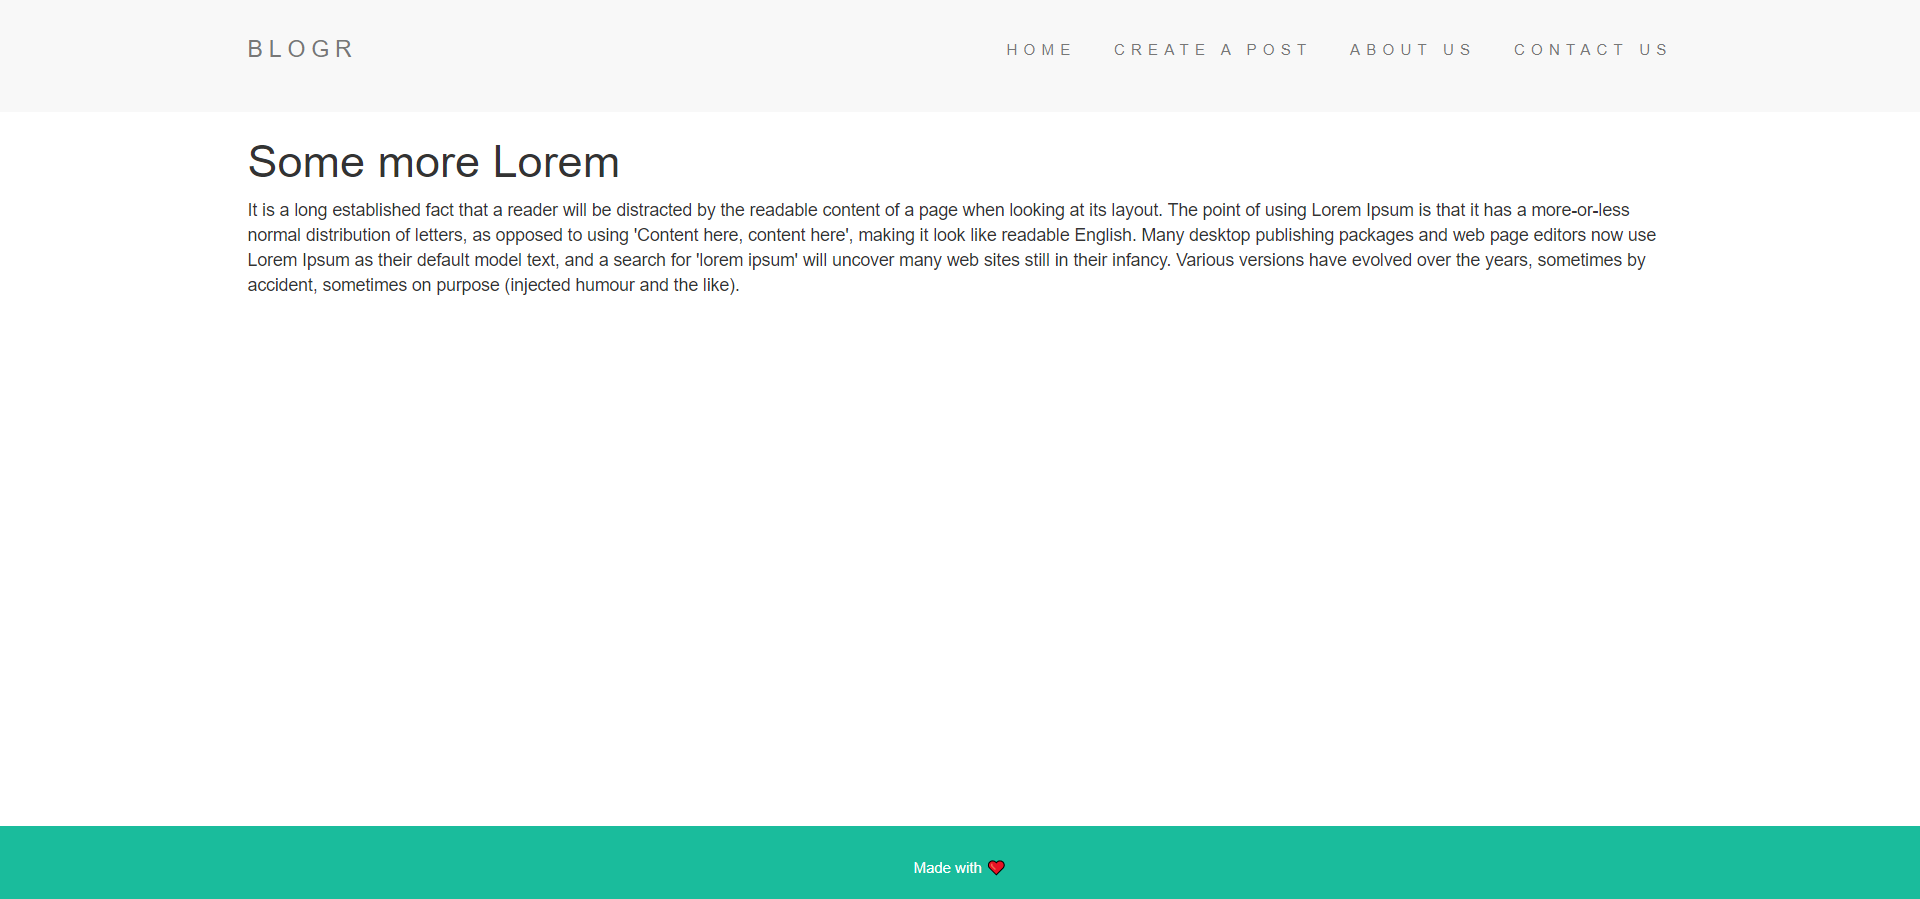 BLOGR
HOME CREATE A POST ABOUT US CONTACT US
Some more Lorem
It is a long established fact that a reader will be distracted by the readable content of a page when looking at its layout. The point of using Lorem Ipsum is that it has a more-or-less
normal distribution of letters, as opposed to using 'Content here, content here', making it look like readable English. Many desktop publishing packages and web page editors now use
Lorem Ipsum as their default model text, and a search for 'lorem ipsum' will uncover many web sites still in their infancy. Various versions have evolved over the years, sometimes by
accident, sometimes on purpose (injected humour and the like).
Made with ❤